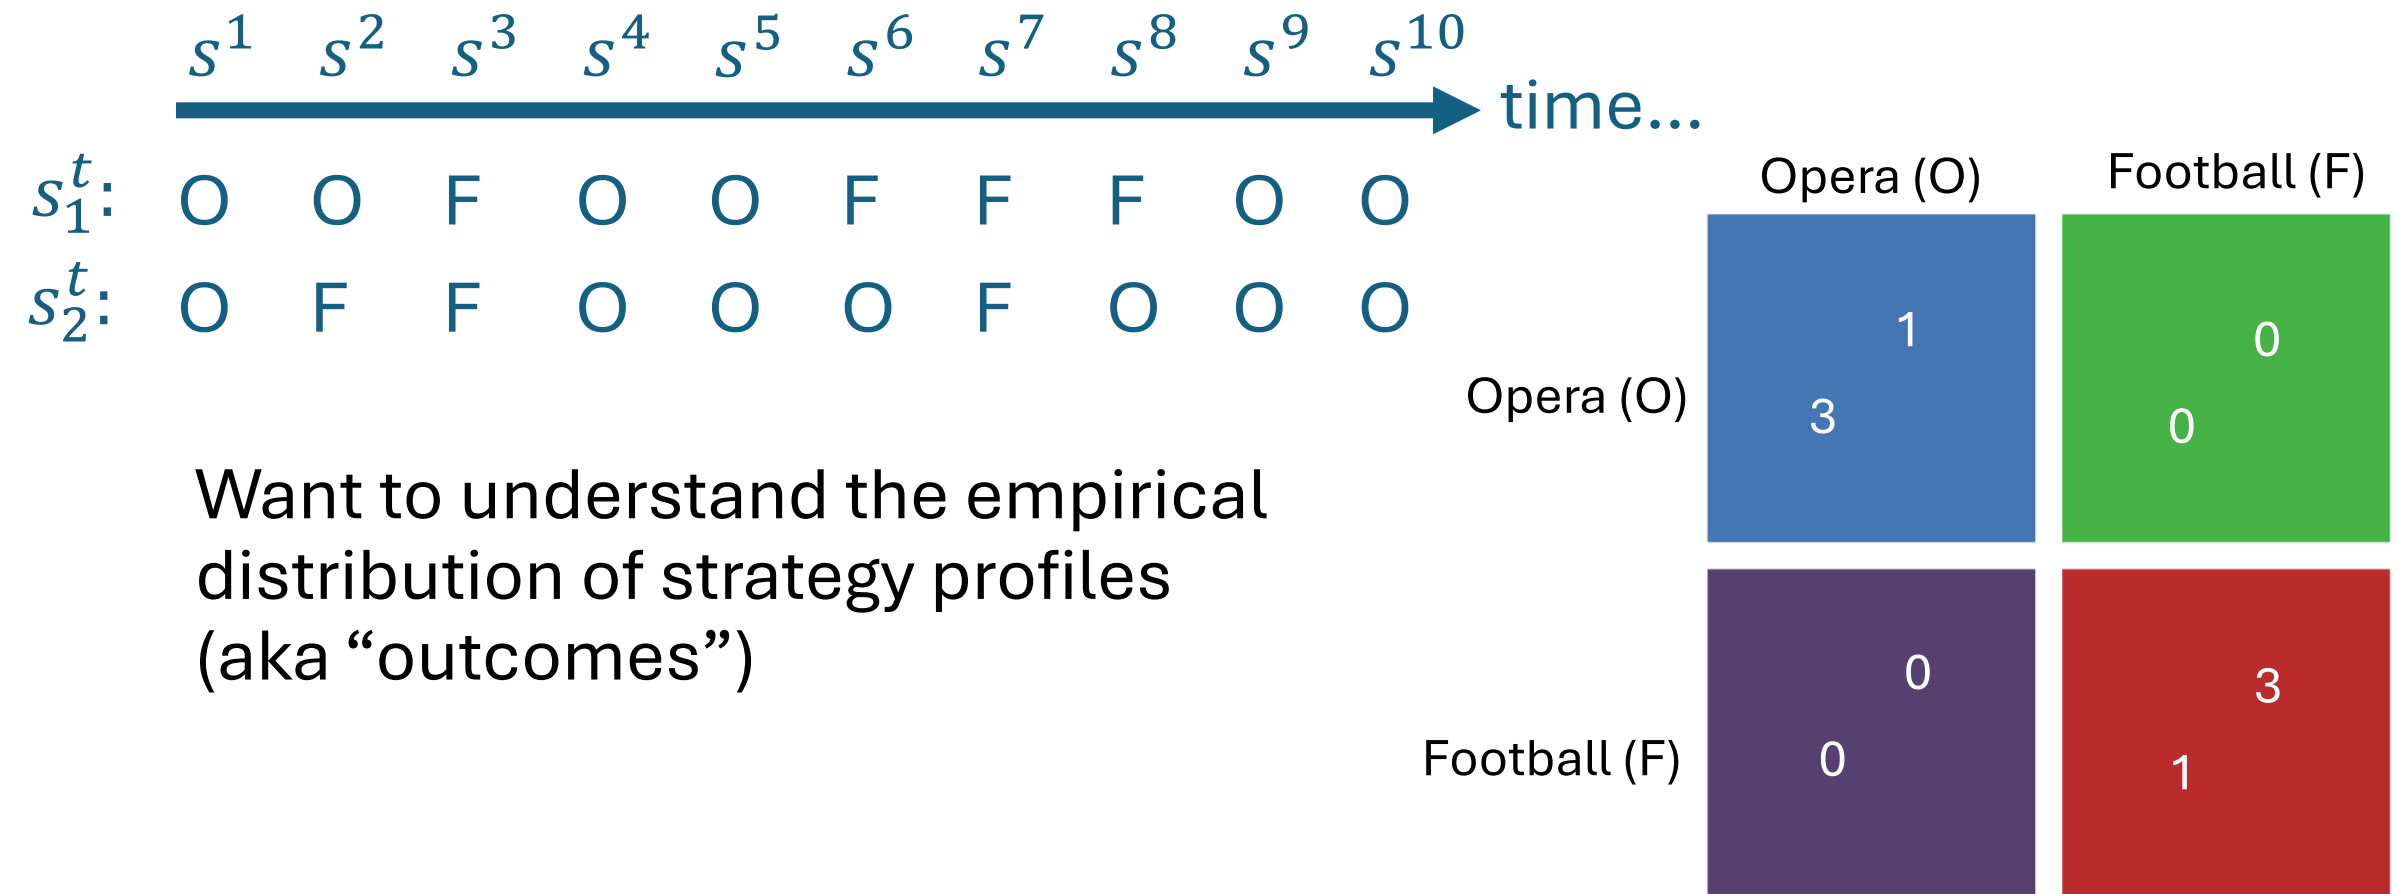 s¹ s² s³ s⁴ s⁵ s⁶ s⁷ s⁸ s⁹ s¹⁰
time...
s₁ᵗ: O O F O O F F F O O
s₂ᵗ: O F F O O O F O O O
Want to understand the empirical
distribution of strategy profiles
(aka “outcomes”)
Opera (O) Football (F)
Opera (O)
1
3
0
0
Football (F)
0
0
3
1